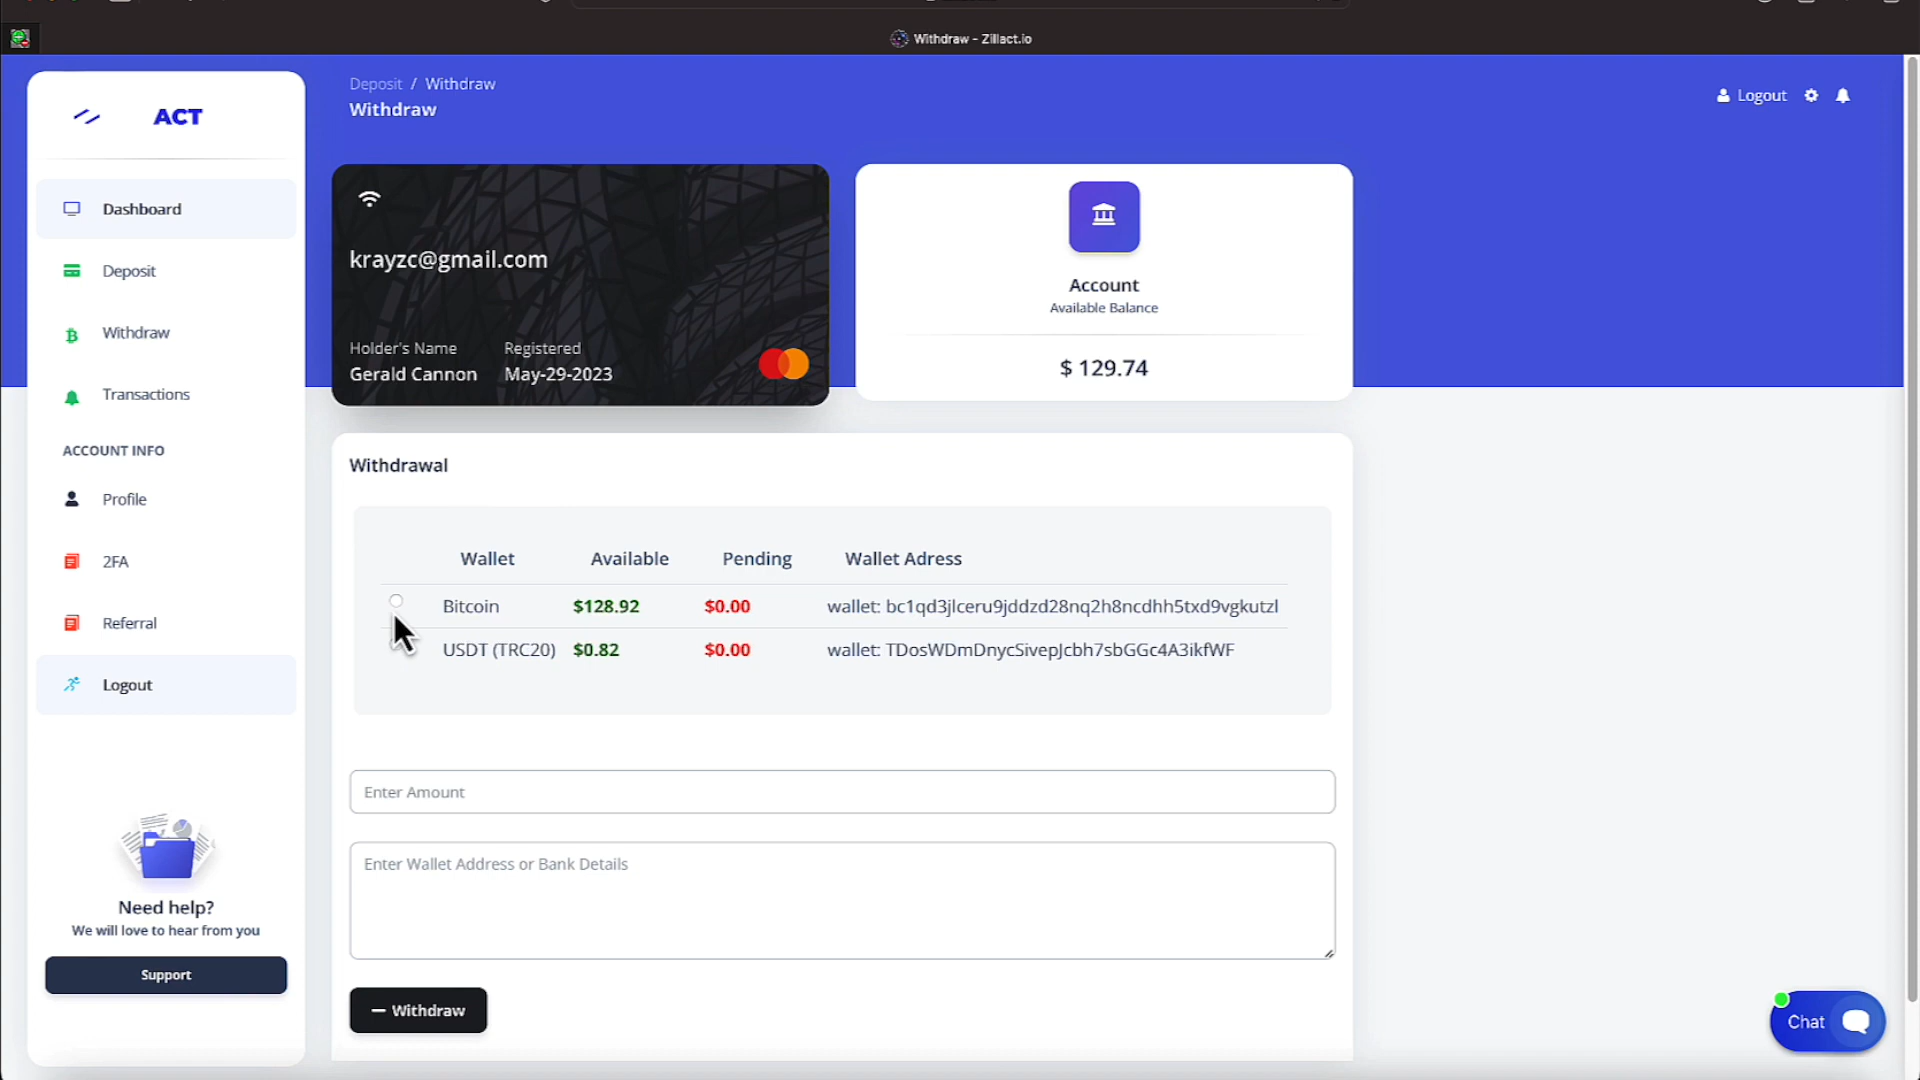 Withdraw - Zillact.io
Deposit / Withdraw
Withdraw
Logout
ACT
Dashboard
Deposit
Withdraw
Transactions
ACCOUNT INFO
Profile
2FA
Referral
Logout
Need help?
We will love to hear from you
Support
krayzc@gmail.com
Holder's Name Registered
Gerald Cannon May-29-2023
Account
Available Balance
$ 129.74
Withdrawal
Wallet Available Pending Wallet Adress
Bitcoin $128.92 $0.00 wallet: bc1qd3jlceru9jddzd28nq2h8ncdhh5txd9vgkutzl
USDT (TRC20) $0.82 $0.00 wallet: TDosWDmDnycSivepJcbh7sbGGc4A3ikfWF
Enter Amount
Enter Wallet Address or Bank Details
Withdraw
Chat